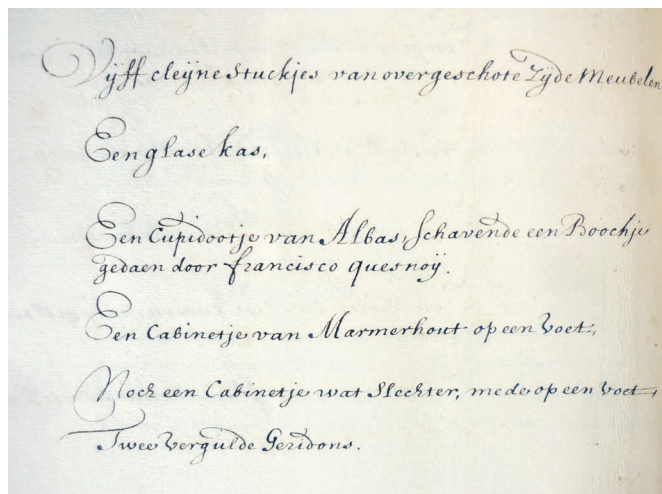 Vijff cleijne stuckjes van overgeschote Zijde Meubelen
Een glase kas,
Een Cupidootje van Albas, schavende een Boochje
gedaen door francisco quesnoij.
Een Cabinetje van Marmerhout op een voet,
Noch een Cabinetje wat slechter, mede op een voet,
Twee vergulde Geridons.